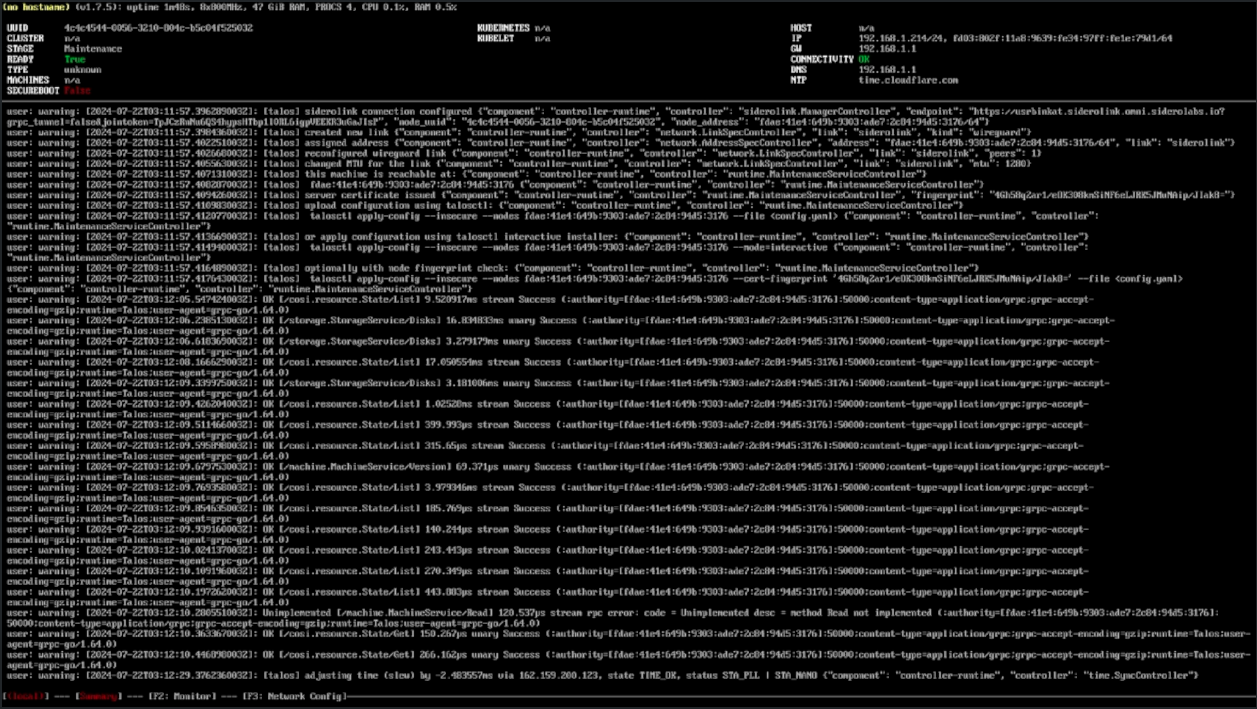 (no hostname) (v1.7.5): uptime 1m48s, 8x800MHz, 47 GiB RAM, PROCS 4, CPU 0.1%, RAM 0.5%
UUID 4c4c4544-0056-3210-804c-b5c04f525032 KUBERNETES n/a HOST n/a
CLUSTER n/a KUBELET n/a IP 192.168.1.214/24, fd03:802f:11a8:9639:fe34:97ff:fe1e:79d1/64
STAGE Maintenance GW 192.168.1.1
READY True CONNECTIVITY OK
TYPE unknown DNS 192.168.1.1
MACHINES n/a NTP time.cloudflare.com
SECUREBOOT False
user: warning: [2024-07-22T03:11:57.396289003Z]: [talos] siderolink connection configured {"component": "controller-runtime", "controller": "siderolink.ManagerController", "endpoint": "https://usrbinkat.siderolink.omni.siderolabs.io?
"node_uuid": "4c4c4544-0056-3210-804c-b5c04f525032", "node_address": "fdae:41e4:649b:9303:ade7:2c84:94d5:3176/64"}
user: warning: [2024-07-22T03:11:57.398436003Z]: [talos] created new link {"component": "controller-runtime", "controller": "network.LinkSpecController", "link": "siderolink", "kind": "wireguard"}
user: warning: [2024-07-22T03:11:57.402251003Z]: [talos] assigned address {"component": "controller-runtime", "controller": "network.AddressSpecController", "address": "fdae:41e4:649b:9303:ade7:2c84:94d5:3176/64", "link": "siderolink"}
user: warning: [2024-07-22T03:11:57.402668003Z]: [talos] reconfigured wireguard link {"component": "controller-runtime", "controller": "network.LinkSpecController", "link": "siderolink", "peers": 1}
user: warning: [2024-07-22T03:11:57.405563003Z]: [talos] changed MTU for the link {"component": "controller-runtime", "controller": "network.LinkSpecController", "link": "siderolink", "mtu": 1280}
user: warning: [2024-07-22T03:11:57.407131003Z]: [talos] this machine is reachable at: {"component": "controller-runtime", "controller": "runtime.MaintenanceServiceController"}
user: warning: [2024-07-22T03:11:57.408287003Z]: [talos] fdae:41e4:649b:9303:ade7:2c84:94d5:3176 {"component": "controller-runtime", "controller": "runtime.MaintenanceServiceController"}
user: warning: [2024-07-22T03:11:57.409426003Z]: [talos] server certificate issued {"component": "controller-runtime", "controller": "runtime.MaintenanceServiceController", "fingerprint":
user: warning: [2024-07-22T03:11:57.410983003Z]: [talos] upload configuration using talosctl: {"component": "controller-runtime", "controller": "runtime.MaintenanceServiceController"}
user: warning: [2024-07-22T03:11:57.412077003Z]: [talos] talosctl apply-config --insecure --nodes fdae:41e4:649b:9303:ade7:2c84:94d5:3176 --file <config.yaml> {"component": "controller-runtime", "controller":
"runtime.MaintenanceServiceController"}
user: warning: [2024-07-22T03:11:57.413669003Z]: [talos] or apply configuration using talosctl interactive installer: {"component": "controller-runtime", "controller": "runtime.MaintenanceServiceController"}
user: warning: [2024-07-22T03:11:57.414940003Z]: [talos] talosctl apply-config --insecure --nodes fdae:41e4:649b:9303:ade7:2c84:94d5:3176 --mode=interactive {"component": "controller-runtime", "controller":
"runtime.MaintenanceServiceController"}
user: warning: [2024-07-22T03:11:57.416489003Z]: [talos] optionally with node fingerprint check: {"component": "controller-runtime", "controller": "runtime.MaintenanceServiceController"}
user: warning: [2024-07-22T03:11:57.417643003Z]: [talos] talosctl apply-config --insecure --nodes fdae:41e4:649b:9303:ade7:2c84:94d5:3176 --cert-fingerprint --file <config.yaml>
{"component": "controller-runtime", "controller": "runtime.MaintenanceServiceController"}
user: warning: [2024-07-22T03:12:05.547424003Z]: OK [/cosi.resource.State/List] 9.528917ms stream Success (:authority=[fdae:41e4:649b:9303:ade7:2c84:94d5:3176]:50000;content-type=application/grpc;grpc-accept-
encoding=gzip;runtime=Talos;user-agent=grpc-go/1.64.0)
user: warning: [2024-07-22T03:12:06.238513003Z]: OK [/storage.StorageService/Disks] 16.834833ms unary Success (:authority=[fdae:41e4:649b:9303:ade7:2c84:94d5:3176]:50000;content-type=application/grpc;grpc-accept-
encoding=gzip;runtime=Talos;user-agent=grpc-go/1.64.0)
user: warning: [2024-07-22T03:12:06.618369003Z]: OK [/storage.StorageService/Disks] 3.279179ms unary Success (:authority=[fdae:41e4:649b:9303:ade7:2c84:94d5:3176]:50000;content-type=application/grpc;grpc-accept-
encoding=gzip;runtime=Talos;user-agent=grpc-go/1.64.0)
user: warning: [2024-07-22T03:12:08.166629003Z]: OK [/cosi.resource.State/List] 17.050554ms stream Success (:authority=[fdae:41e4:649b:9303:ade7:2c84:94d5:3176]:50000;content-type=application/grpc;grpc-accept-
encoding=gzip;runtime=Talos;user-agent=grpc-go/1.64.0)
user: warning: [2024-07-22T03:12:09.339975003Z]: OK [/storage.StorageService/Disks] 3.181006ms unary Success (:authority=[fdae:41e4:649b:9303:ade7:2c84:94d5:3176]:50000;content-type=application/grpc;grpc-accept-
encoding=gzip;runtime=Talos;user-agent=grpc-go/1.64.0)
user: warning: [2024-07-22T03:12:09.426204003Z]: OK [/cosi.resource.State/List] 1.02528ms stream Success (:authority=[fdae:41e4:649b:9303:ade7:2c84:94d5:3176]:50000;content-type=application/grpc;grpc-accept-
encoding=gzip;runtime=Talos;user-agent=grpc-go/1.64.0)
user: warning: [2024-07-22T03:12:09.511466003Z]: OK [/cosi.resource.State/List] 399.993µs stream Success (:authority=[fdae:41e4:649b:9303:ade7:2c84:94d5:3176]:50000;content-type=application/grpc;grpc-accept-
encoding=gzip;runtime=Talos;user-agent=grpc-go/1.64.0)
user: warning: [2024-07-22T03:12:09.595898003Z]: OK [/cosi.resource.State/List] 315.65µs stream Success (:authority=[fdae:41e4:649b:9303:ade7:2c84:94d5:3176]:50000;content-type=application/grpc;grpc-accept-
encoding=gzip;runtime=Talos;user-agent=grpc-go/1.64.0)
user: warning: [2024-07-22T03:12:09.679753003Z]: OK [/machine.MachineService/Version] 69.371µs unary Success (:authority=[fdae:41e4:649b:9303:ade7:2c84:94d5:3176]:50000;content-type=application/grpc;grpc-accept-
encoding=gzip;runtime=Talos;user-agent=grpc-go/1.64.0)
user: warning: [2024-07-22T03:12:09.769358003Z]: OK [/cosi.resource.State/List] 3.979346ms stream Success (:authority=[fdae:41e4:649b:9303:ade7:2c84:94d5:3176]:50000;content-type=application/grpc;grpc-accept-
encoding=gzip;runtime=Talos;user-agent=grpc-go/1.64.0)
user: warning: [2024-07-22T03:12:09.854635003Z]: OK [/cosi.resource.State/List] 185.769µs stream Success (:authority=[fdae:41e4:649b:9303:ade7:2c84:94d5:3176]:50000;content-type=application/grpc;grpc-accept-
encoding=gzip;runtime=Talos;user-agent=grpc-go/1.64.0)
user: warning: [2024-07-22T03:12:09.939160003Z]: OK [/cosi.resource.State/List] 140.244µs stream Success (:authority=[fdae:41e4:649b:9303:ade7:2c84:94d5:3176]:50000;content-type=application/grpc;grpc-accept-
encoding=gzip;runtime=Talos;user-agent=grpc-go/1.64.0)
user: warning: [2024-07-22T03:12:10.024137003Z]: OK [/cosi.resource.State/List] 243.443µs stream Success (:authority=[fdae:41e4:649b:9303:ade7:2c84:94d5:3176]:50000;content-type=application/grpc;grpc-accept-
encoding=gzip;runtime=Talos;user-agent=grpc-go/1.64.0)
user: warning: [2024-07-22T03:12:10.109196003Z]: OK [/cosi.resource.State/List] 270.349µs stream Success (:authority=[fdae:41e4:649b:9303:ade7:2c84:94d5:3176]:50000;content-type=application/grpc;grpc-accept-
encoding=gzip;runtime=Talos;user-agent=grpc-go/1.64.0)
user: warning: [2024-07-22T03:12:10.197262003Z]: OK [/cosi.resource.State/List] 443.803µs stream Success (:authority=[fdae:41e4:649b:9303:ade7:2c84:94d5:3176]:50000;content-type=application/grpc;grpc-accept-
encoding=gzip;runtime=Talos;user-agent=grpc-go/1.64.0)
user: warning: [2024-07-22T03:12:10.280551003Z]: Unimplemented [/machine.MachineService/Read] 120.537µs stream rpc error: code = Unimplemented desc = method Read not implemented (:authority=[fdae:41e4:649b:9303:ade7:2c84:94d5:3176]:
50000;content-type=application/grpc;grpc-accept-encoding=gzip;runtime=Talos;user-agent=grpc-go/1.64.0)
user: warning: [2024-07-22T03:12:10.363367003Z]: OK [/cosi.resource.State/Get] 150.267µs unary Success (:authority=[fdae:41e4:649b:9303:ade7:2c84:94d5:3176]:50000;content-type=application/grpc;grpc-accept-encoding=gzip;runtime=Talos;user-
agent=grpc-go/1.64.0)
user: warning: [2024-07-22T03:12:10.446898003Z]: OK [/cosi.resource.State/Get] 266.162µs unary Success (:authority=[fdae:41e4:649b:9303:ade7:2c84:94d5:3176]:50000;content-type=application/grpc;grpc-accept-encoding=gzip;runtime=Talos;user-
agent=grpc-go/1.64.0)
user: warning: [2024-07-22T03:12:29.376236003Z]: [talos] adjusting time (slew) by -2.483557ms via 162.159.200.123, state TIME_OK, status STA_PLL | STA_NANO {"component": "controller-runtime", "controller": "time.SyncController"}
[(local)] --- [Summary] --- [F2: Monitor] --- [F3: Network Config]